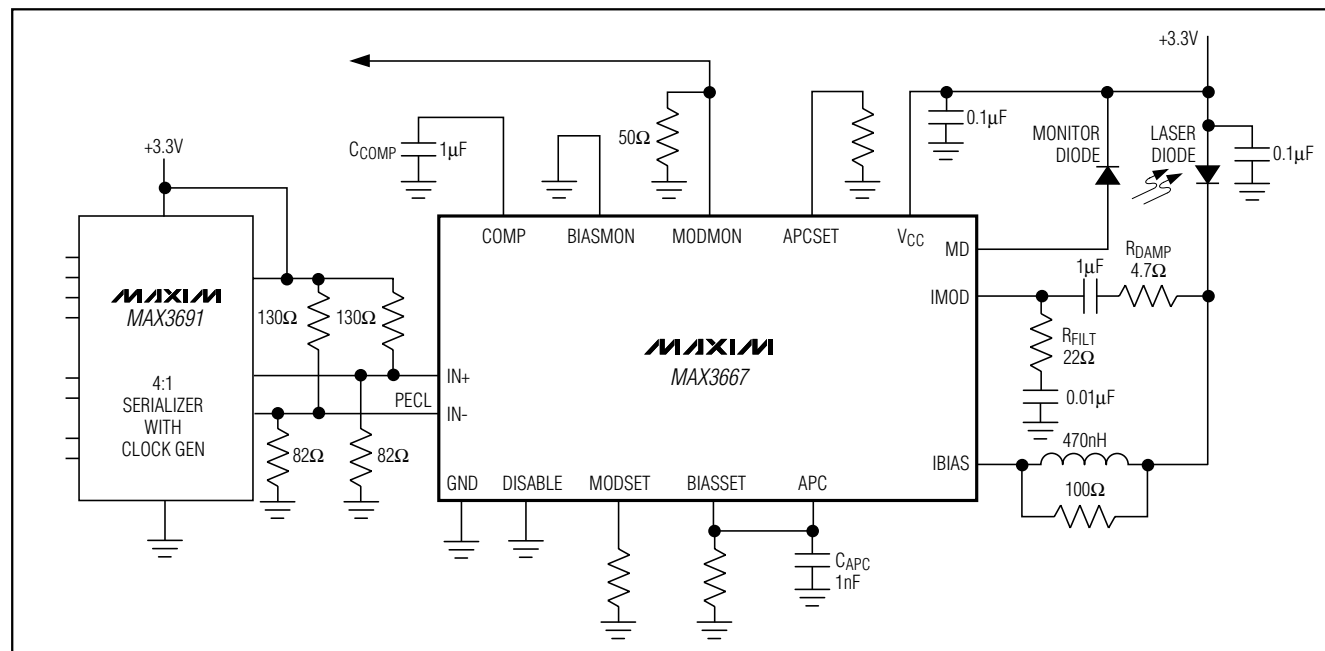 +3.3V
MONITOR
DIODE
LASER
DIODE
0.1µF
0.1µF
50Ω
CCOMP
1µF
+3.3V
COMP
BIASMON
MODMON
APCSET
VCC
MD
IMOD
IBIAS
1µF
RDAMP
4.7Ω
RFILT
22Ω
0.01µF
470nH
100Ω
MAXIM
MAX3691
4:1
SERIALIZER
WITH
CLOCK GEN
130Ω
130Ω
PECL
82Ω
82Ω
IN+
IN-
MAXIM
MAX3667
GND
DISABLE
MODSET
BIASSET
APC
CAPC
1nF